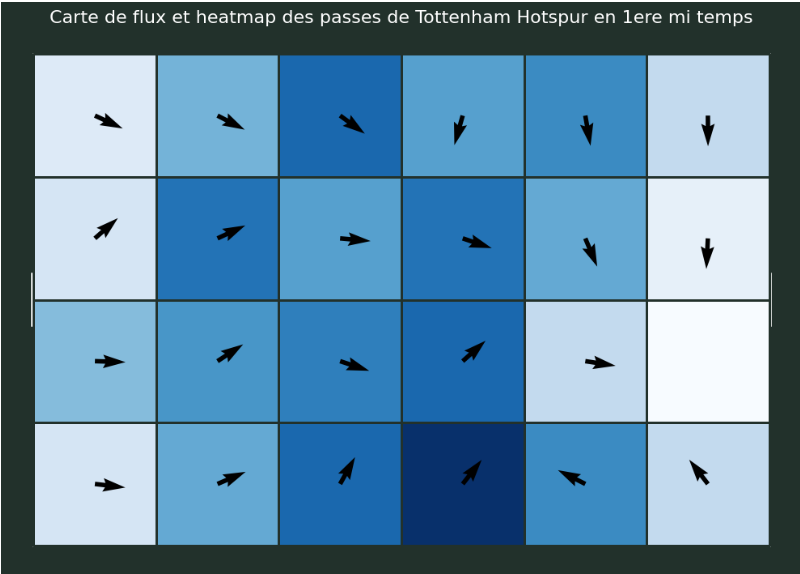 Carte de flux et heatmap des passes de Tottenham Hotspur en 1ere mi temps